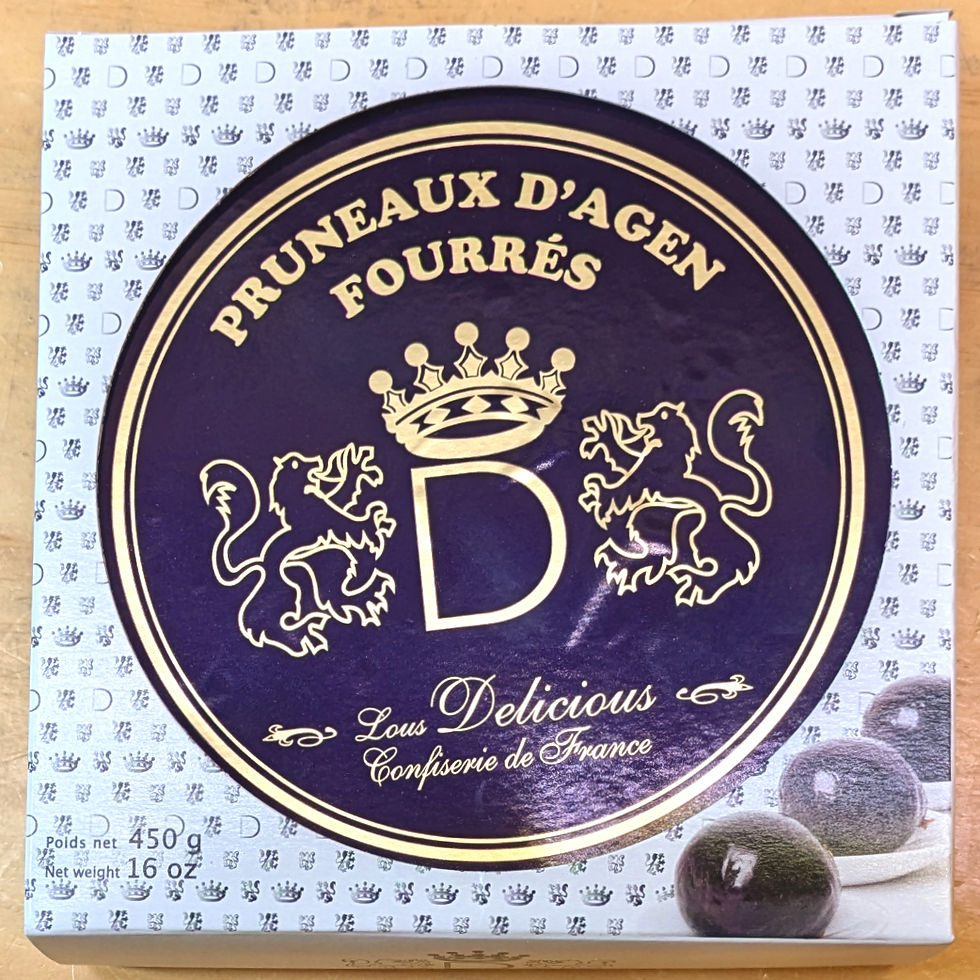 PRUNEAUX D'AGEN
FOURRÉS
D
Lous Delicious
Confiserie de France
Poids net 450 g
Net weight 16 oz